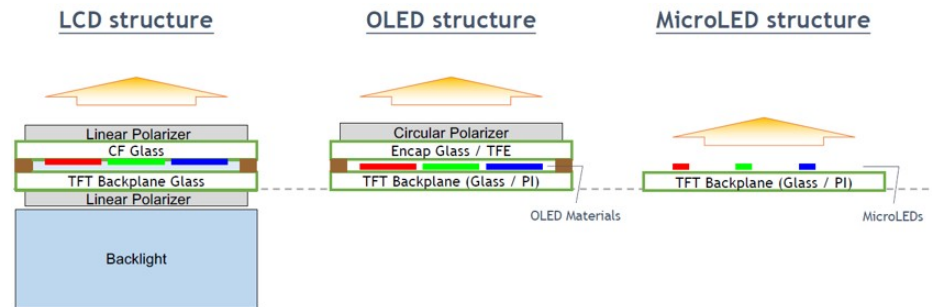 LCD structure
OLED structure
MicroLED structure
Linear Polarizer
CF Glass
TFT Backplane Glass
Linear Polarizer
Backlight
Circular Polarizer
Encap Glass / TFE
TFT Backplane (Glass / PI)
OLED Materials
TFT Backplane (Glass / PI)
MicroLEDs